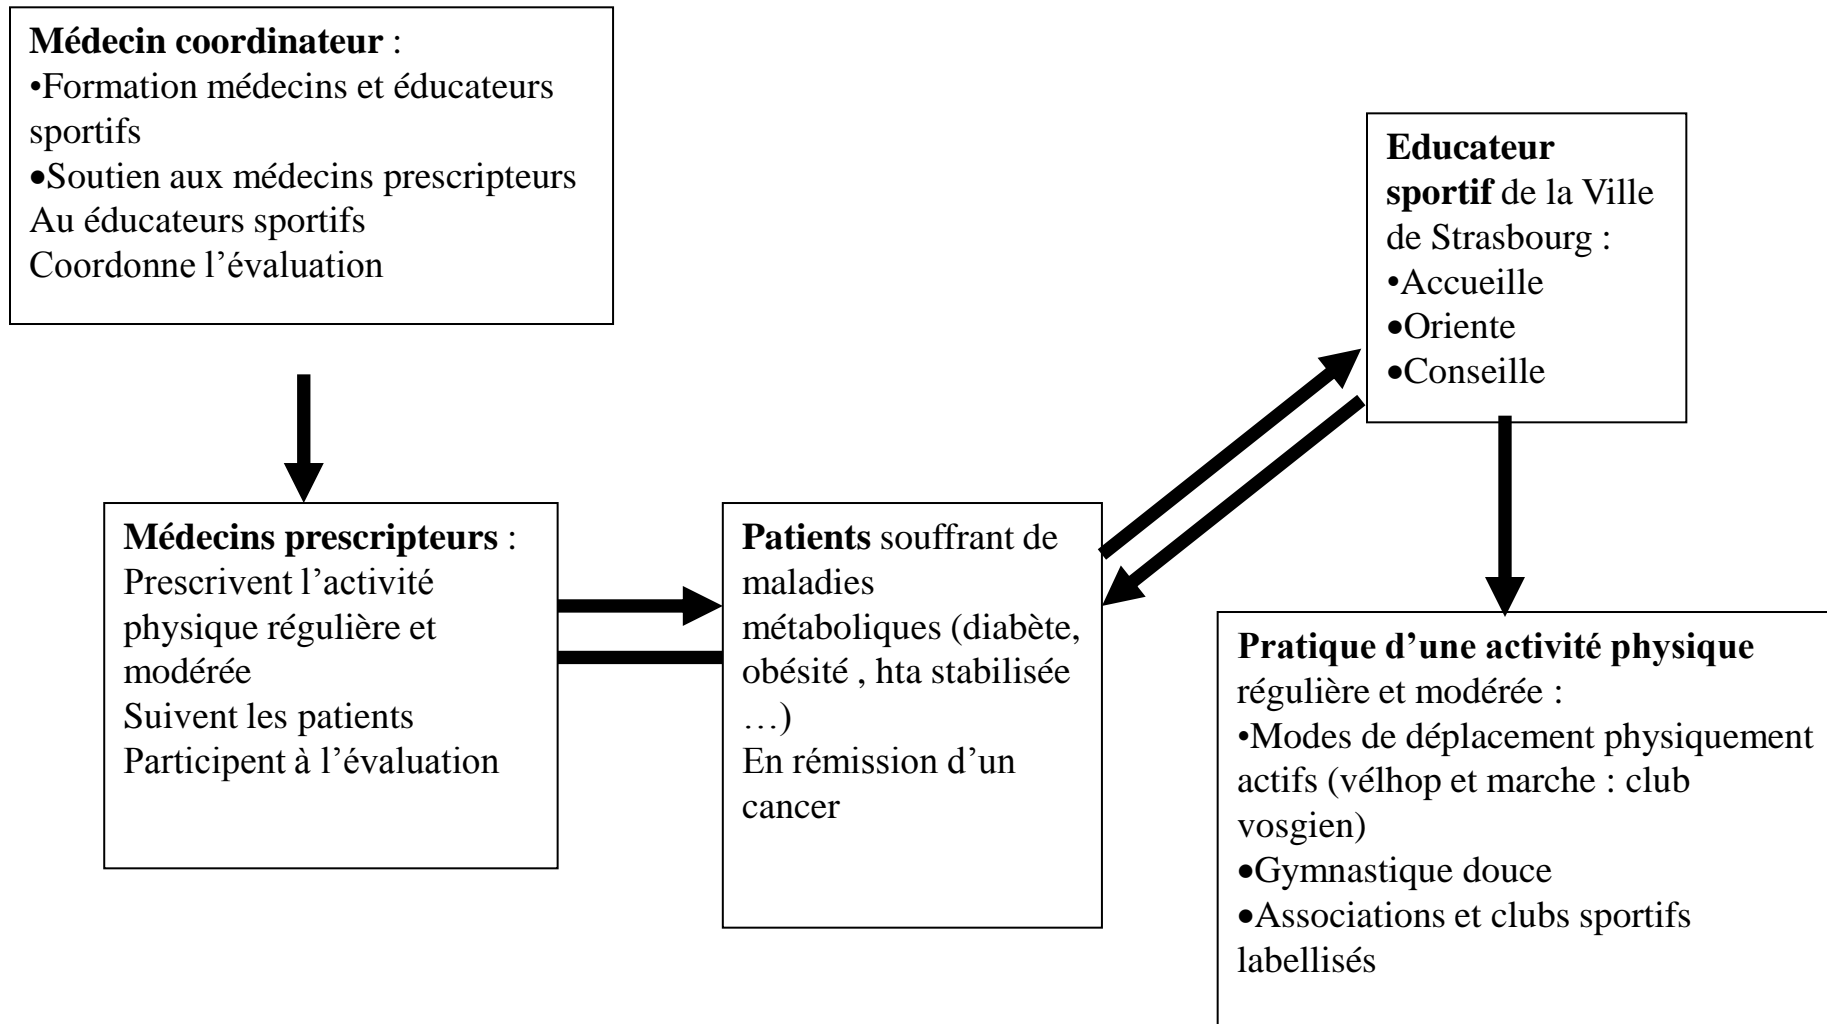 Médecin coordinateur :
•Formation médecins et éducateurs
sportifs
•Soutien aux médecins prescripteurs
Au éducateurs sportifs
Coordonne l’évaluation
Educateur
sportif de la Ville
de Strasbourg :
•Accueille
•Oriente
•Conseille
Médecins prescripteurs :
Prescrivent l’activité
physique régulière et
modérée
Suivent les patients
Participent à l’évaluation
Patients souffrant de
maladies
métaboliques (diabète,
obésité , hta stabilisée
…)
En rémission d’un
cancer
Pratique d’une activité physique
régulière et modérée :
•Modes de déplacement physiquement
actifs (vélhop et marche : club
vosgien)
•Gymnastique douce
•Associations et clubs sportifs
labellisés